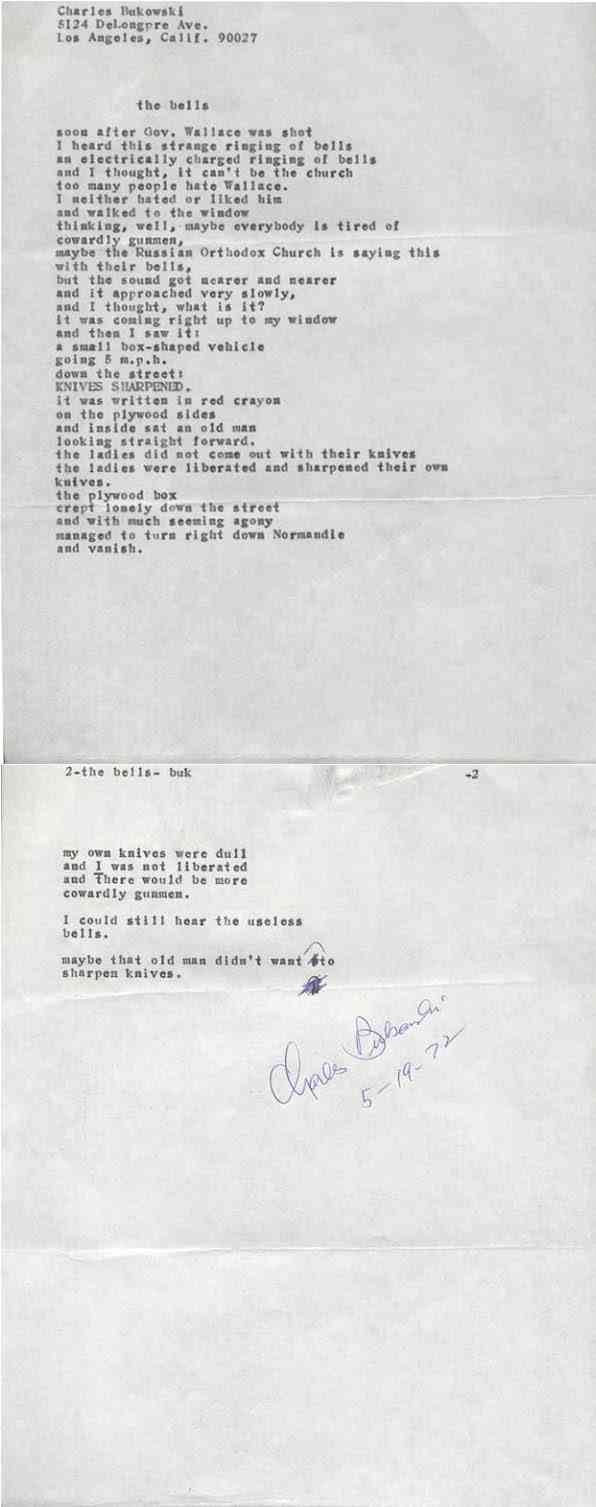 Charles Bukowski
5124 DeLongpre Ave.
Los Angeles, Calif. 90027
the bells
soon after Gov. Wallace was shot
I heard this strange ringing of bells
an electrically charged ringing of bells
and I thought, it can't be the church
too many people hate Wallace.
I neither hated or liked him
and walked to the window
thinking, well, maybe everybody is tired of
cowardly gunmen,
maybe the Russian Orthodox Church is saying this
with their bells,
but the sound got nearer and nearer
and it approached very slowly,
and I thought, what is it?
it was coming right up to my window
and then I saw it:
a small box-shaped vehicle
going 5 m.p.h.
down the street:
KNIVES SHARPENED.
it was written in red crayon
on the plywood sides
and inside sat an old man
looking straight forward.
the ladies did not come out with their knives
the ladies were liberated and sharpened their own
knives.
the plywood box
crept lonely down the street
and with much seeming agony
managed to turn right down Normandie
and vanish.
2-the bells- buk -2
my own knives were dull
and I was not liberated
and There would be more
cowardly gunmen.
I could still hear the useless
bells.
maybe that old man didn't want to
sharpen knives.
Charles Bukowski
5-19-72